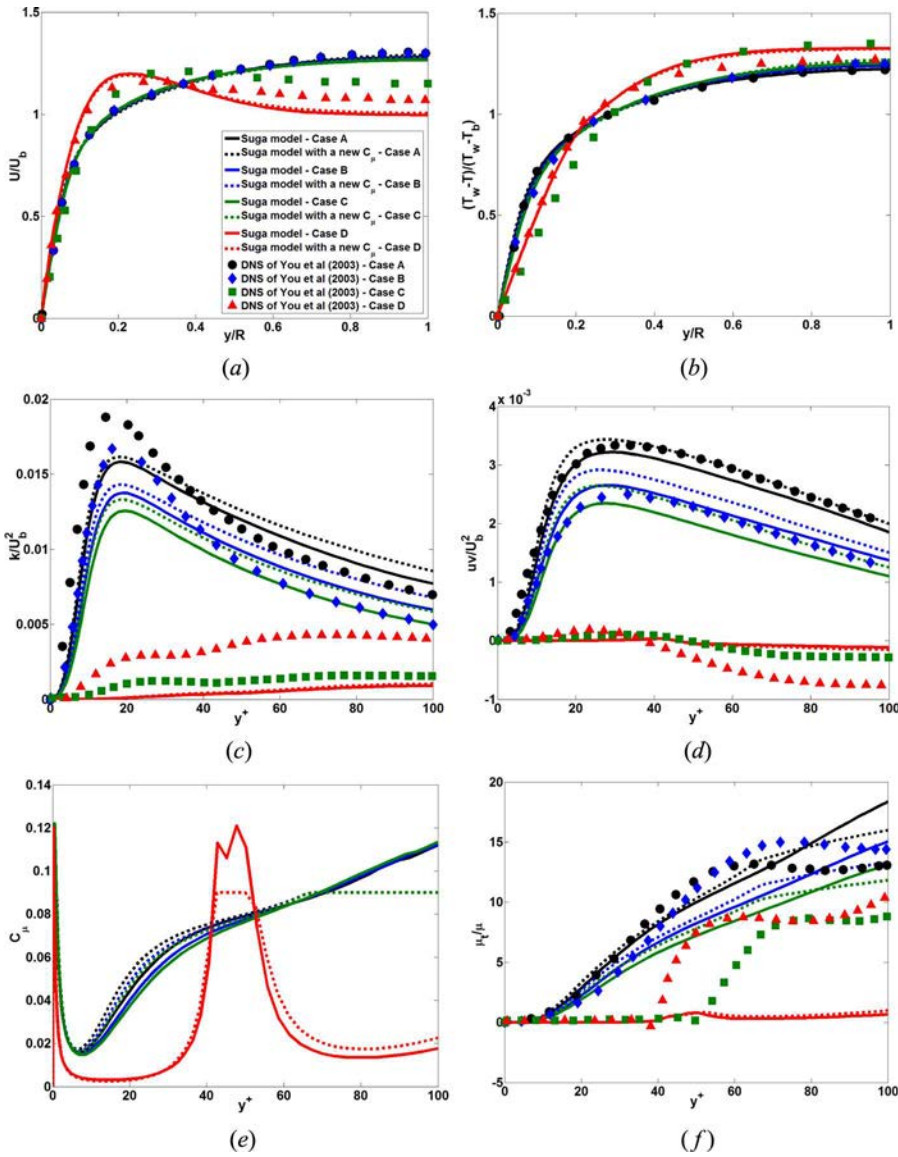 1.5
1
0.5
0
U/U_b
0
0.2
0.4
0.6
0.8
1
y/R
Suga model - Case A
Suga model with a new C_μ - Case A
Suga model - Case B
Suga model with a new C_μ - Case B
Suga model - Case C
Suga model with a new C_μ - Case C
Suga model - Case D
Suga model with a new C_μ - Case D
DNS of You et al (2003) - Case A
DNS of You et al (2003) - Case B
DNS of You et al (2003) - Case C
DNS of You et al (2003) - Case D
(a)
1.5
1
0.5
0
(T_w-T)/(T_w-T_b)
0
0.2
0.4
0.6
0.8
1
y/R
(b)
0.02
0.015
0.01
0.005
0
k/U_b^2
0
20
40
60
80
100
y^+
(c)
4 x 10^-3
3
2
1
0
-1
uv/U_b^2
0
20
40
60
80
100
y^+
(d)
0.14
0.12
0.1
0.08
0.06
0.04
0.02
0
C_μ
0
20
40
60
80
100
y^+
(e)
20
15
10
5
0
-5
μ_t/μ
0
20
40
60
80
100
y^+
(f)